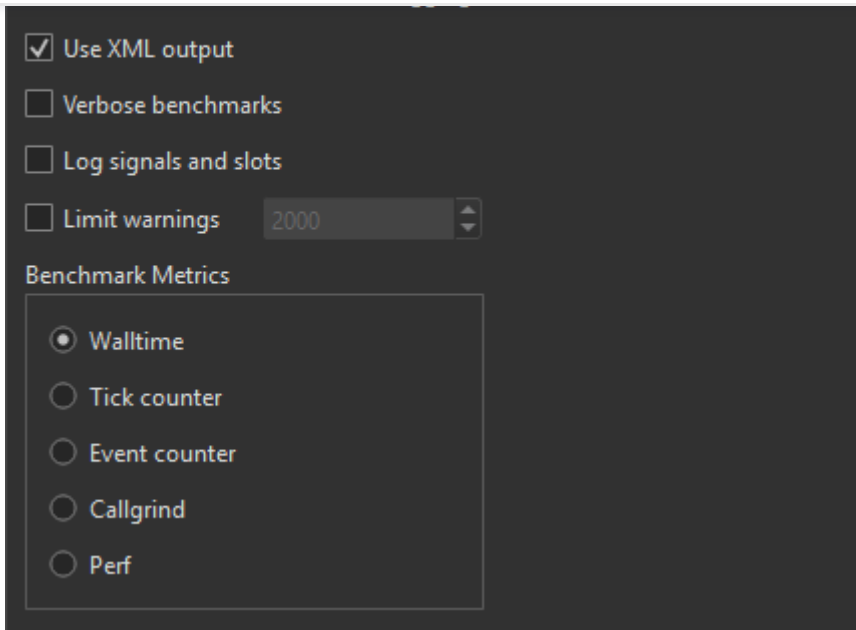 Use XML output
Verbose benchmarks
Log signals and slots
Limit warnings 2000
Benchmark Metrics
Walltime
Tick counter
Event counter
Callgrind
Perf